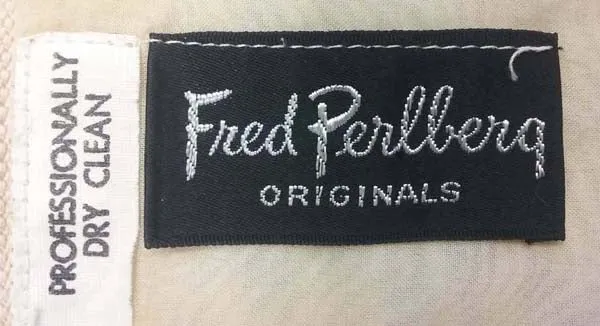 PROFESSIONALLY
DRY CLEAN
Fred Perlberg
ORIGINALS